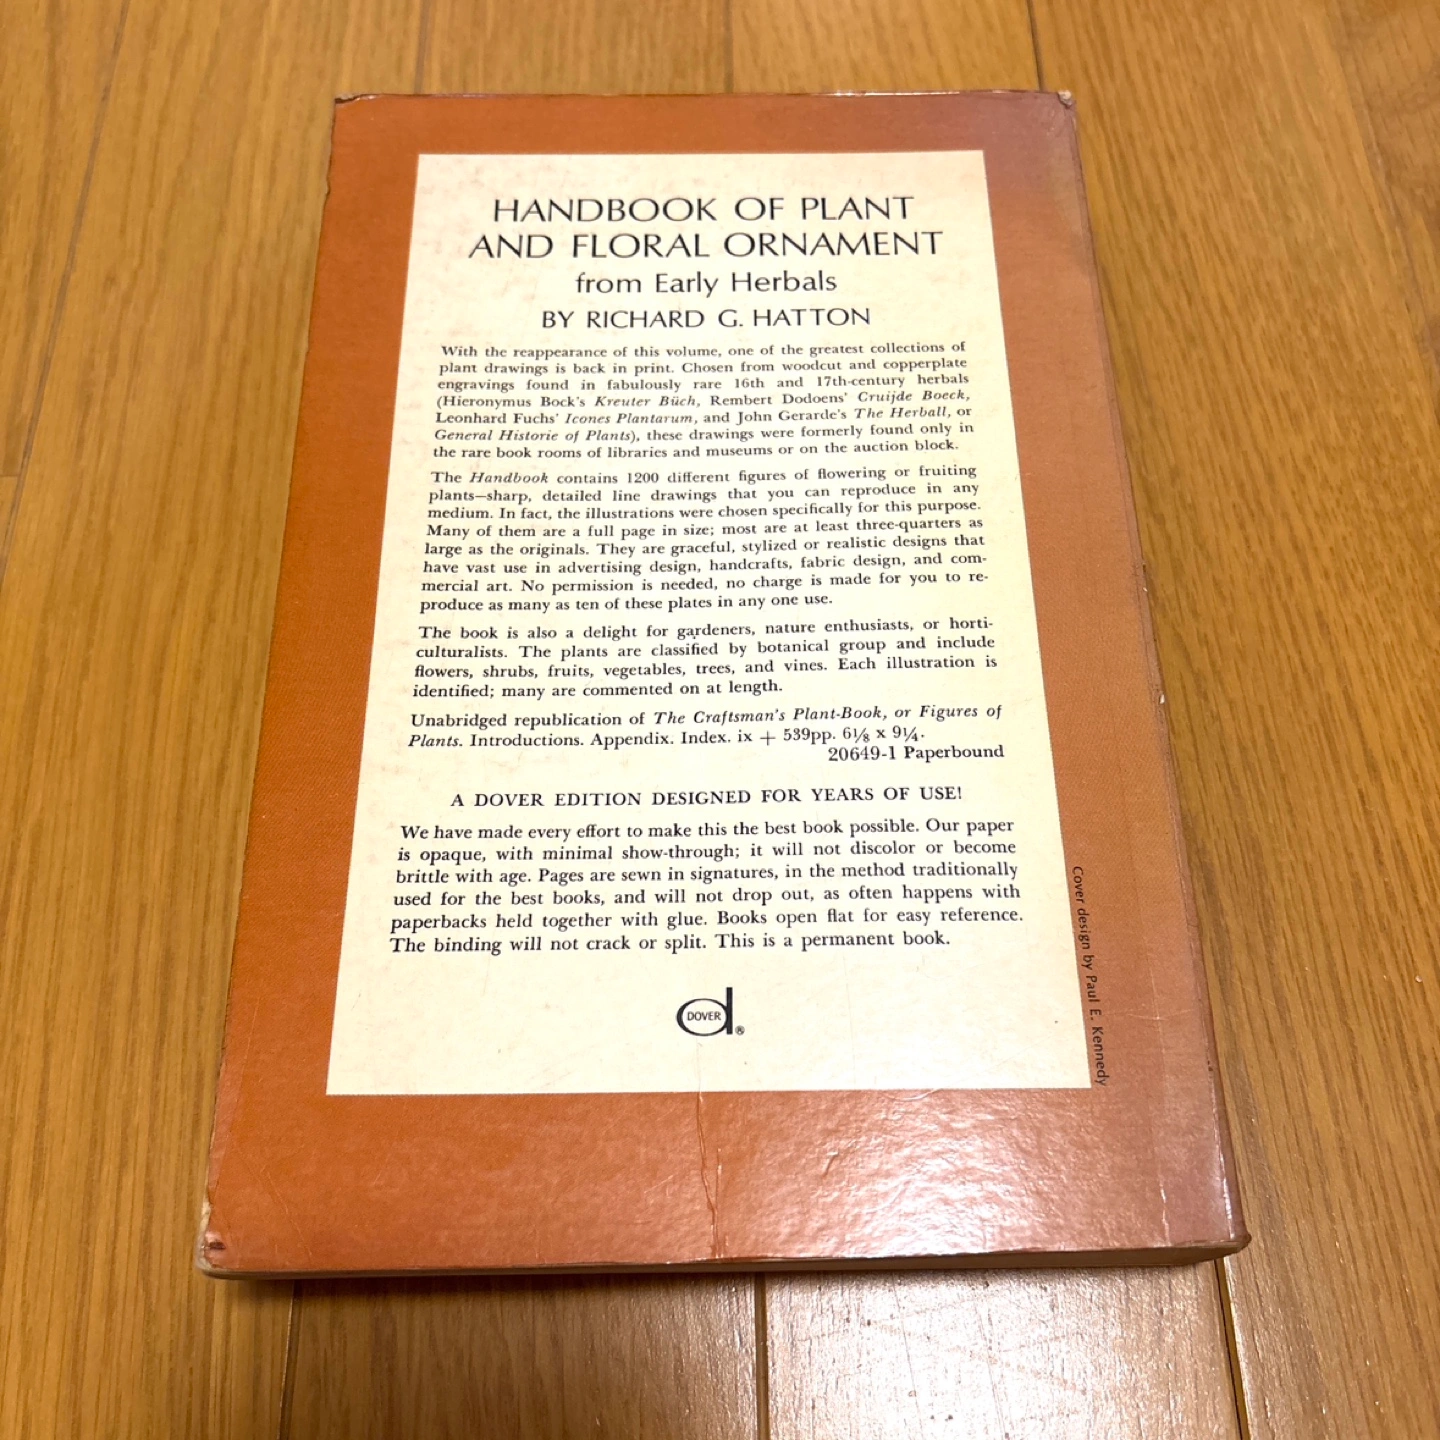 HANDBOOK OF PLANT
AND FLORAL ORNAMENT
from Early Herbals
BY RICHARD G. HATTON
With the reappearance of this volume, one of the greatest collections of
plant drawings is back in print. Chosen from woodcut and copperplate
engravings found in fabulously rare 16th and 17th-century herbals
(Hieronymus Bock's Kreuter Büch, Rembert Dodoens' Cruijde Boeck,
Leonhard Fuchs' Icones Plantarum, and John Gerarde's The Herball, or
General Historie of Plants), these drawings were formerly found only in
the rare book rooms of libraries and museums or on the auction block.
The Handbook contains 1200 different figures of flowering or fruiting
plants—sharp, detailed line drawings that you can reproduce in any
medium. In fact, the illustrations were chosen specifically for this purpose.
Many of them are a full page in size; most are at least three-quarters as
large as the originals. They are graceful, stylized or realistic designs that
have vast use in advertising design, handcrafts, fabric design, and com-
mercial art. No permission is needed, no charge is made for you to re-
produce as many as ten of these plates in any one use.
The book is also a delight for gardeners, nature enthusiasts, or horti-
culturalists. The plants are classified by botanical group and include
flowers, shrubs, fruits, vegetables, trees, and vines. Each illustration is
identified; many are commented on at length.
Unabridged republication of The Craftsman's Plant-Book, or Figures of
Plants. Introductions. Appendix. Index. ix + 539pp. 6⅛ x 9¼.
20649-1 Paperbound
A DOVER EDITION DESIGNED FOR YEARS OF USE!
We have made every effort to make this the best book possible. Our paper
is opaque, with minimal show-through; it will not discolor or become
brittle with age. Pages are sewn in signatures, in the method traditionally
used for the best books, and will not drop out, as often happens with
paperbacks held together with glue. Books open flat for easy reference.
The binding will not crack or split. This is a permanent book.
DOVER ®
Cover design by Paul E. Kennedy